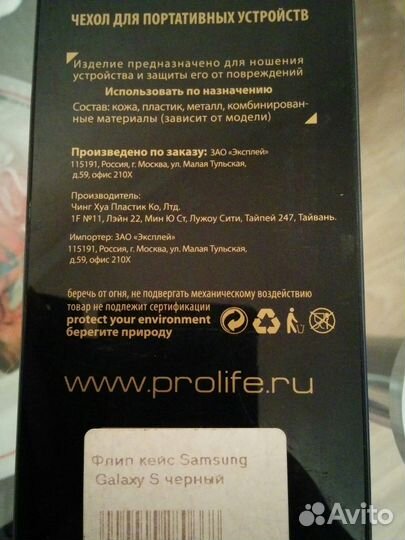 ЧЕХОЛ ДЛЯ ПОРТАТИВНЫХ УСТРОЙСТВ
Изделие предназначено для ношения
устройства и защиты его от повреждений
Использовать по назначению
Состав: кожа, пластик, металл, комбинирован-
ные материалы (зависит от модели)
Произведено по заказу: ЗАО «Эксплей»
115191, Россия, г. Москва, ул. Малая Тульская,
д.59, офис 210Х
Производитель:
Чинг Хуа Пластик Ко, Лтд.
1F №11, Лэйн 22, Мин Ю Ст, Лужоу Сити, Тайпей 247, Тайвань.
Импортер: ЗАО «Эксплей»
115191, Россия, г. Москва, ул. Малая Тульская,
д.59, офис 210Х
беречь от огня, не подвергать механическому воздействию
товар не подлежит сертификации
protect your environment
берегите природу
www.prolife.ru
Флип кейс Samsung
Galaxy S черный
Avito